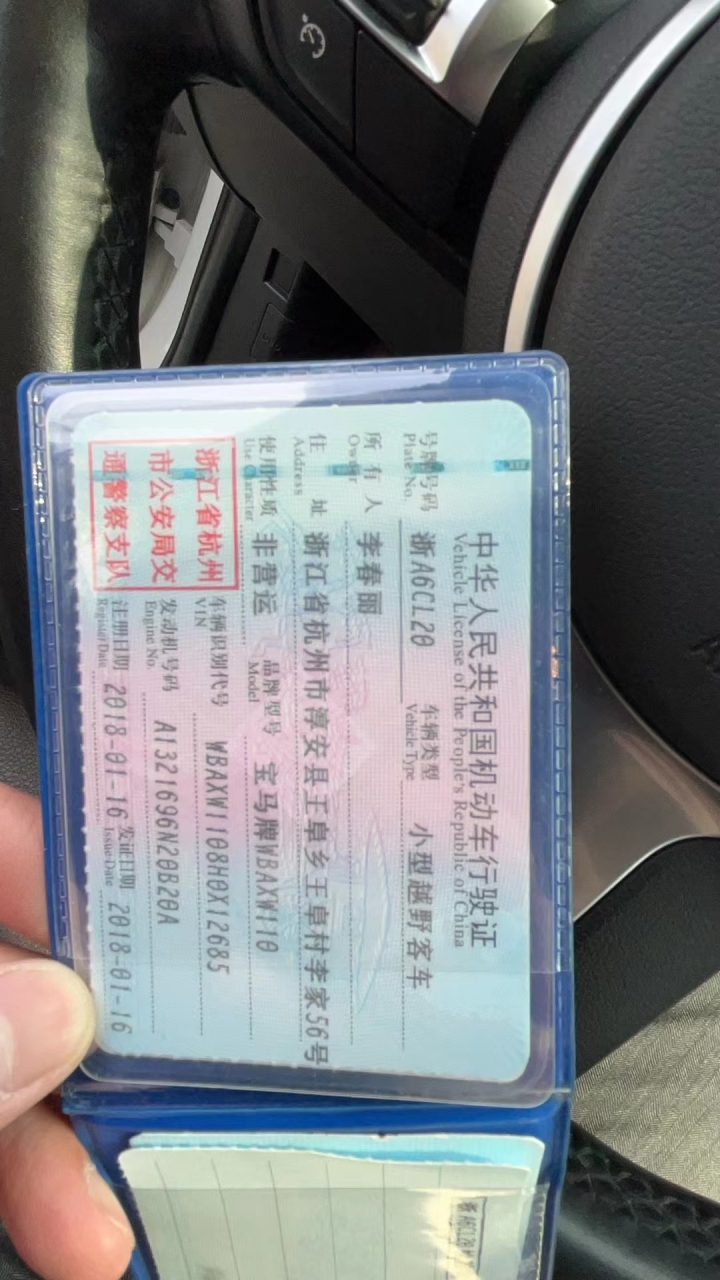 中华人民共和国机动车行驶证
Vehicle License of the People's Republic of China
号牌号码 浙A6CL20 车辆类型 小型越野客车
Plate No. Vehicle Type
所有人 李春丽
Owner
住址 浙江省杭州市淳安县王阜乡王阜村李家56号
Address
使用性质 非营运 品牌型号 宝马牌WBAXW110
Use Character Model
浙江省杭州
市公安局交
通警察支队
车辆识别代号 WBAXW1108H0X12685
VIN
发动机号码 A1321696N20B20A
Engine No.
注册日期 2018-01-16 发证日期 2018-01-16
Register Date Issue Date
浙A6CL20